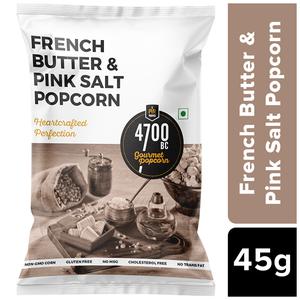 FRENCH
BUTTER &
PINK SALT
POPCORN
Heartcrafted
Perfection
4700
BC
Gourmet
Popcorn
NON-GMO CORN
GLUTEN FREE
NO MSG
CHOLESTEROL FREE
NO TRANS FAT
French Butter &
Pink Salt Popcorn
45g